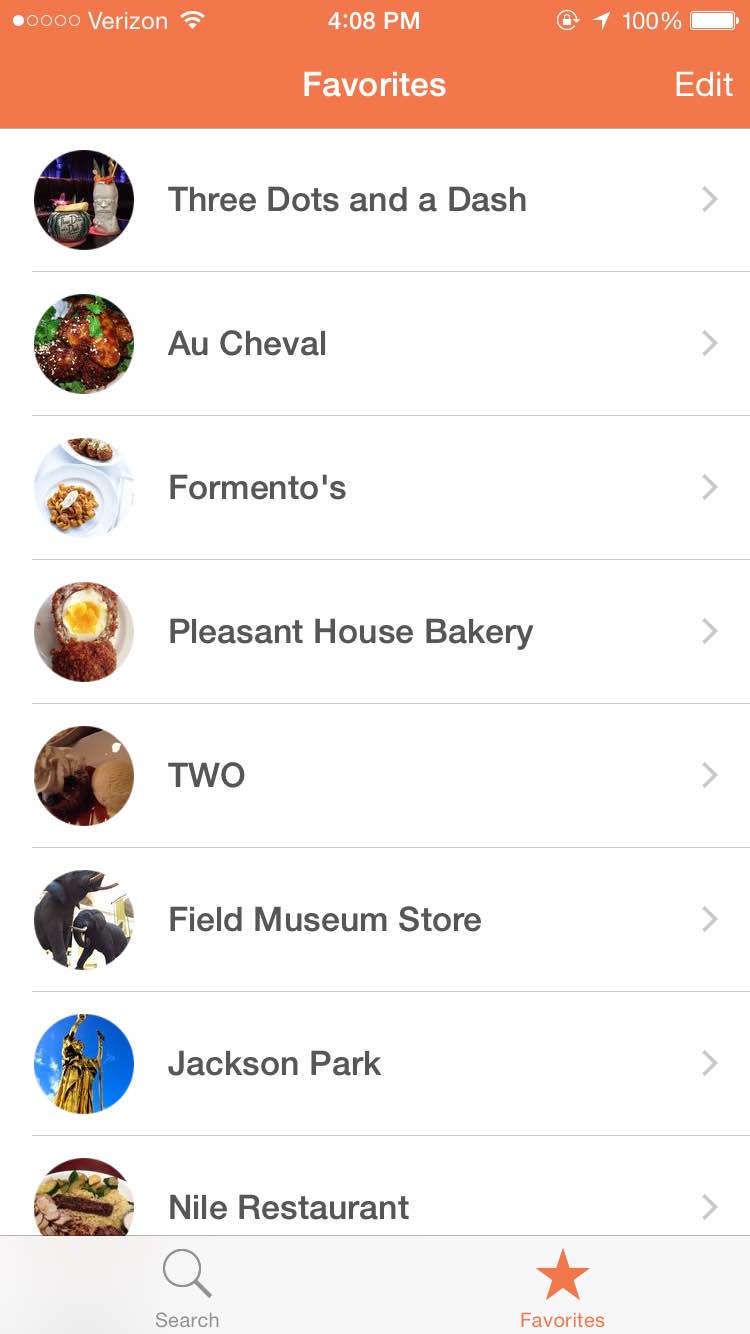 Verizon 4:08 PM 100%
Favorites Edit
Three Dots and a Dash
Au Cheval
Formento's
Pleasant House Bakery
TWO
Field Museum Store
Jackson Park
Nile Restaurant
Search Favorites